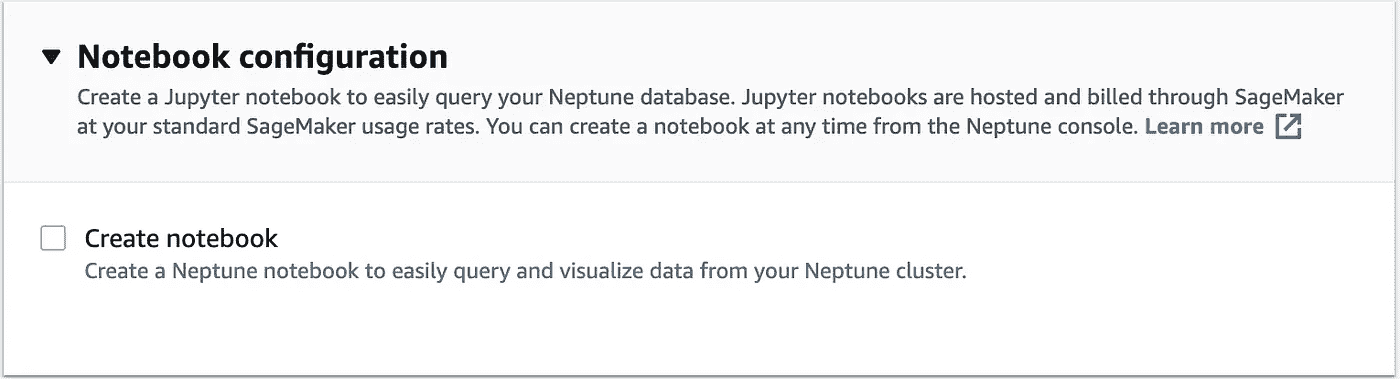 Notebook configuration
Create a Jupyter notebook to easily query your Neptune database. Jupyter notebooks are hosted and billed through SageMaker
at your standard SageMaker usage rates. You can create a notebook at any time from the Neptune console. Learn more
Create notebook
Create a Neptune notebook to easily query and visualize data from your Neptune cluster.